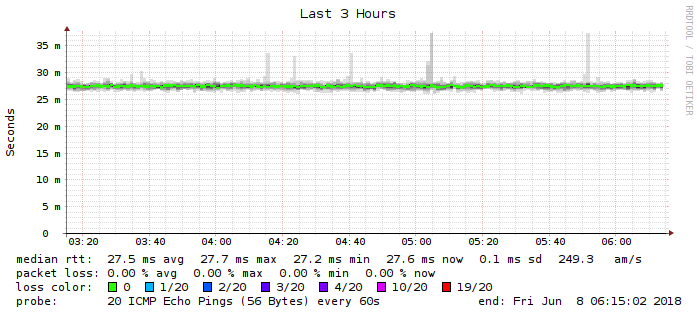 Last 3 Hours
RRDTOOL / TOBI OETIKER
Seconds
35 m
30 m
25 m
20 m
15 m
10 m
5 m
0
03:20 03:40 04:00 04:20 04:40 05:00 05:20 05:40 06:00
median rtt: 27.5 ms avg 27.7 ms max 27.2 ms min 27.6 ms now 0.1 ms sd 249.3 am/s
packet loss: 0.00 % avg 0.00 % max 0.00 % min 0.00 % now
loss color: 0 1/20 2/20 3/20 4/20 10/20 19/20
probe: 20 ICMP Echo Pings (56 Bytes) every 60s end: Fri Jun 8 06:15:02 2018